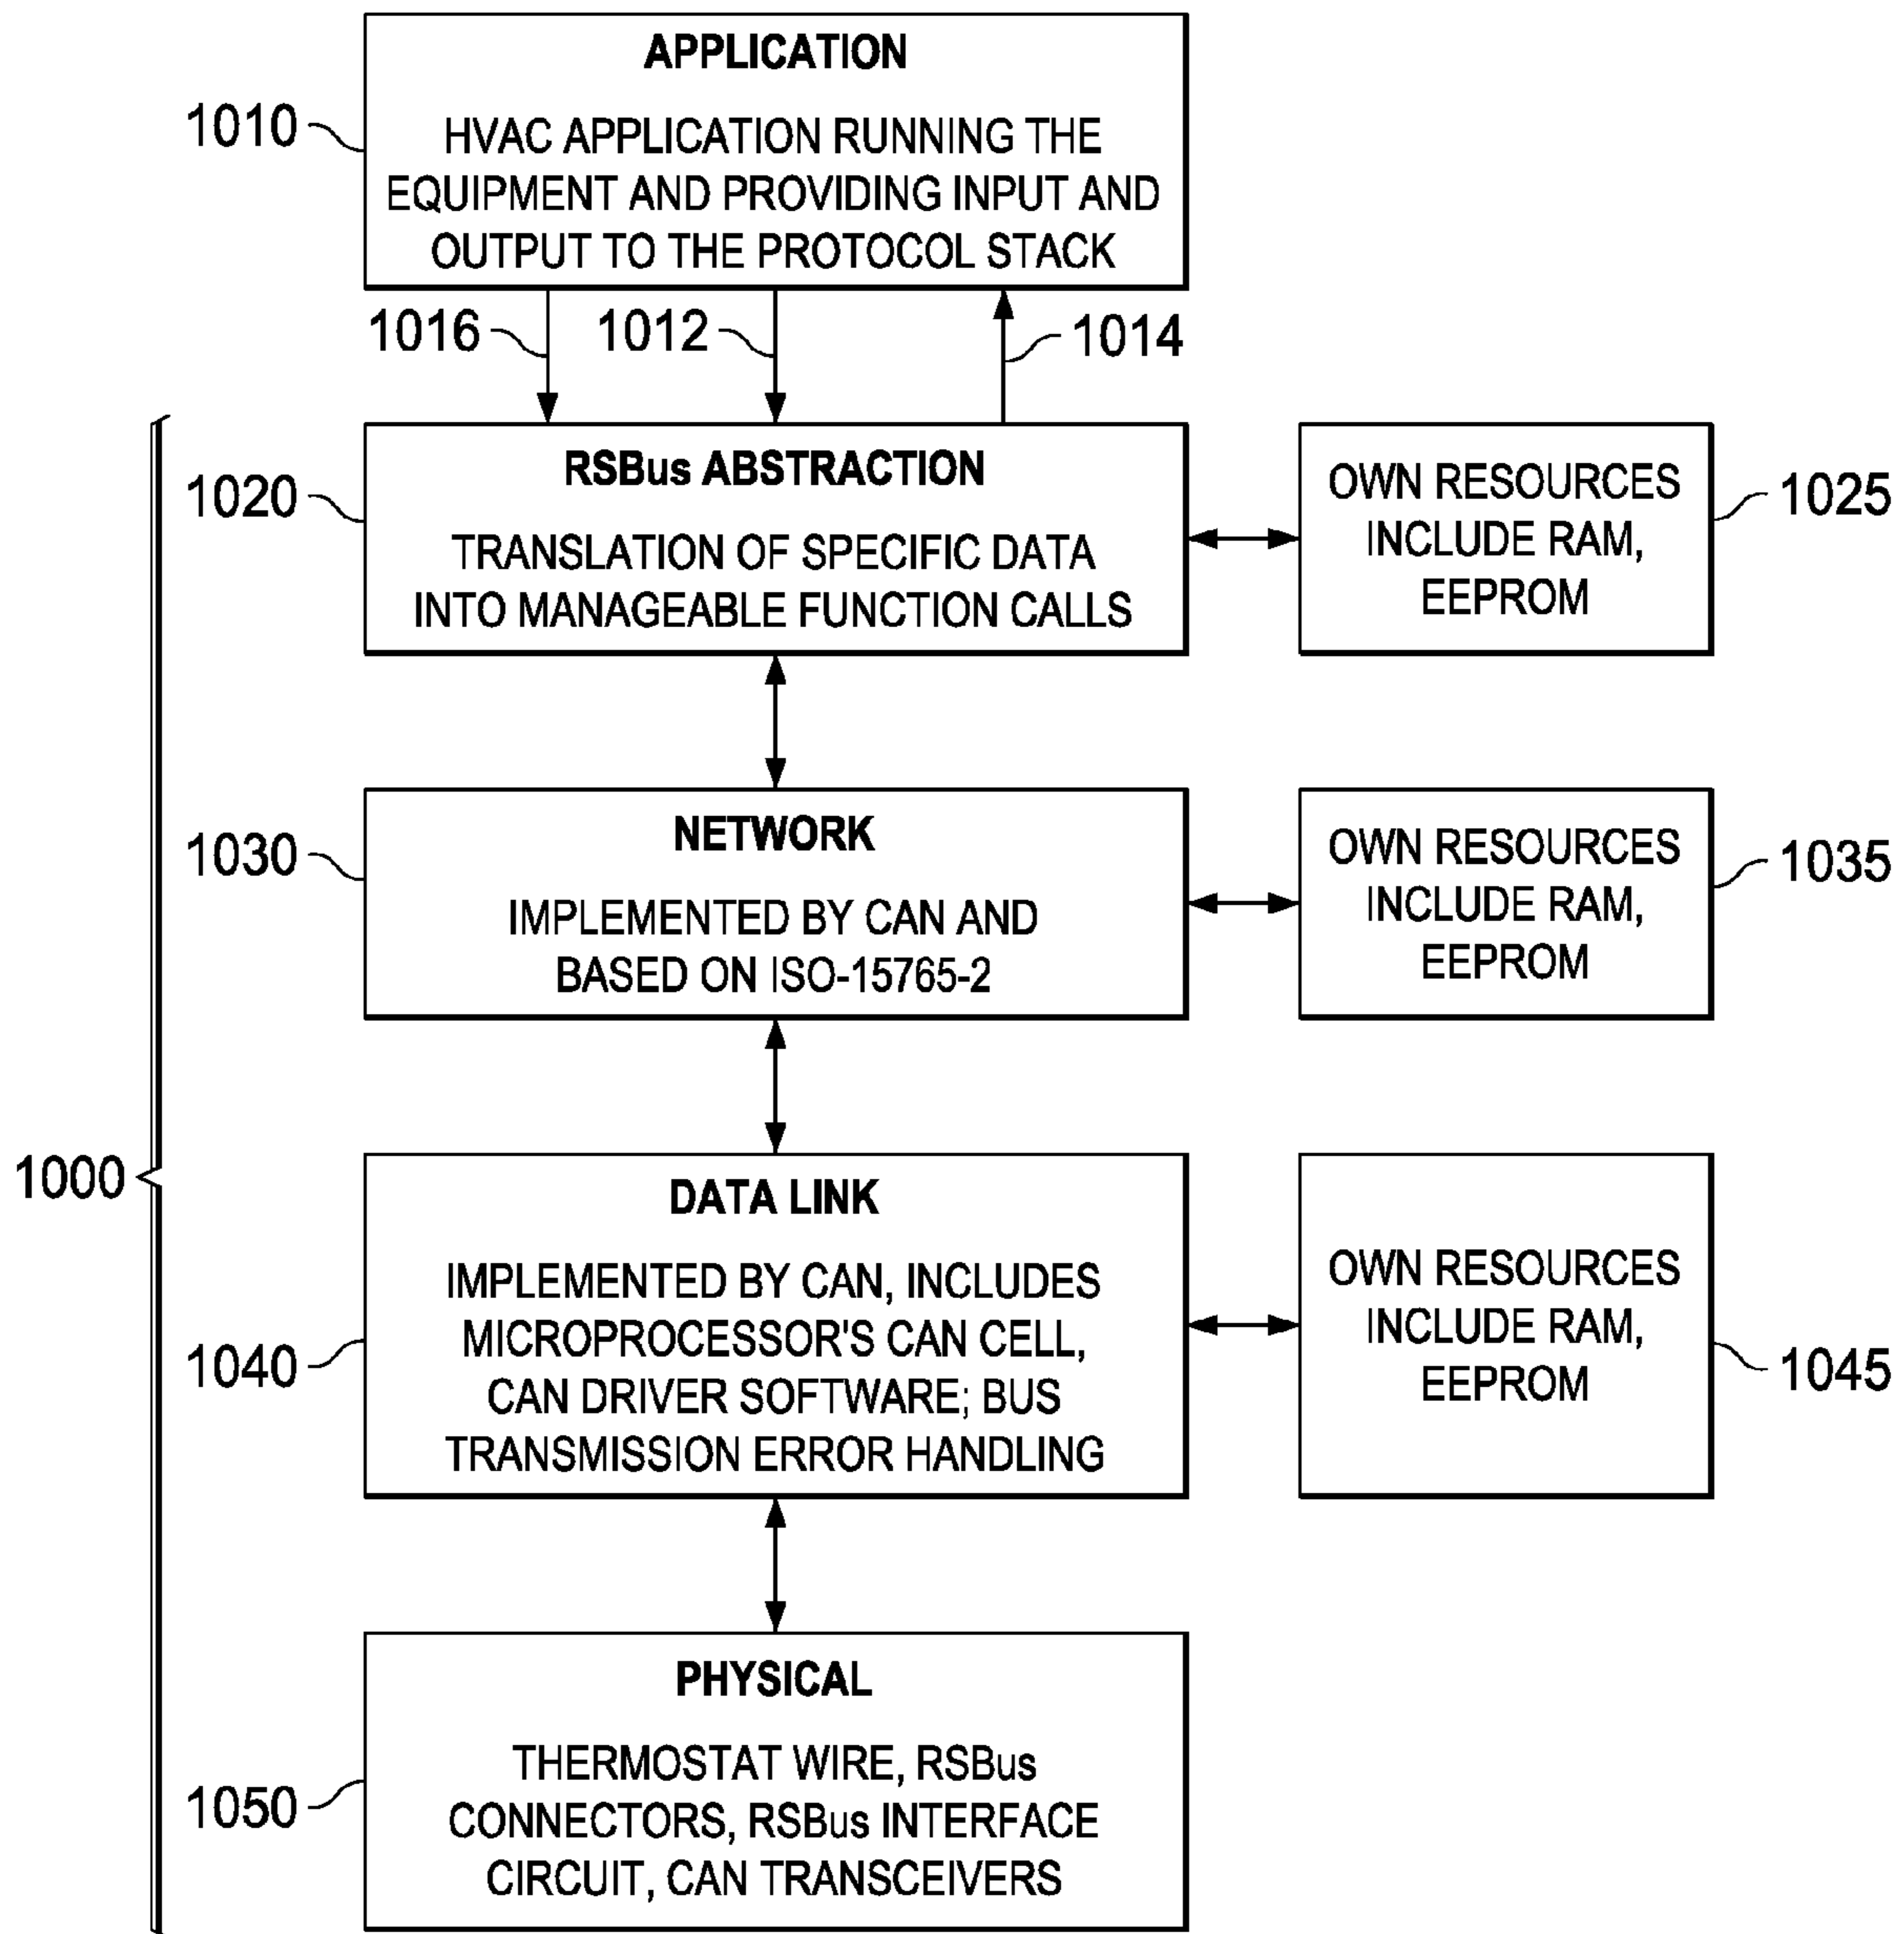 APPLICATION
HVAC APPLICATION RUNNING THE
EQUIPMENT AND PROVIDING INPUT AND
OUTPUT TO THE PROTOCOL STACK
1010
1016
1012
1014
RSBus ABSTRACTION
TRANSLATION OF SPECIFIC DATA
INTO MANAGEABLE FUNCTION CALLS
1020
OWN RESOURCES
INCLUDE RAM,
EEPROM
1025
NETWORK
IMPLEMENTED BY CAN AND
BASED ON ISO-15765-2
1030
OWN RESOURCES
INCLUDE RAM,
EEPROM
1035
1000
DATA LINK
IMPLEMENTED BY CAN, INCLUDES
MICROPROCESSOR'S CAN CELL,
CAN DRIVER SOFTWARE; BUS
TRANSMISSION ERROR HANDLING
1040
OWN RESOURCES
INCLUDE RAM,
EEPROM
1045
PHYSICAL
THERMOSTAT WIRE, RSBus
CONNECTORS, RSBus INTERFACE
CIRCUIT, CAN TRANSCEIVERS
1050